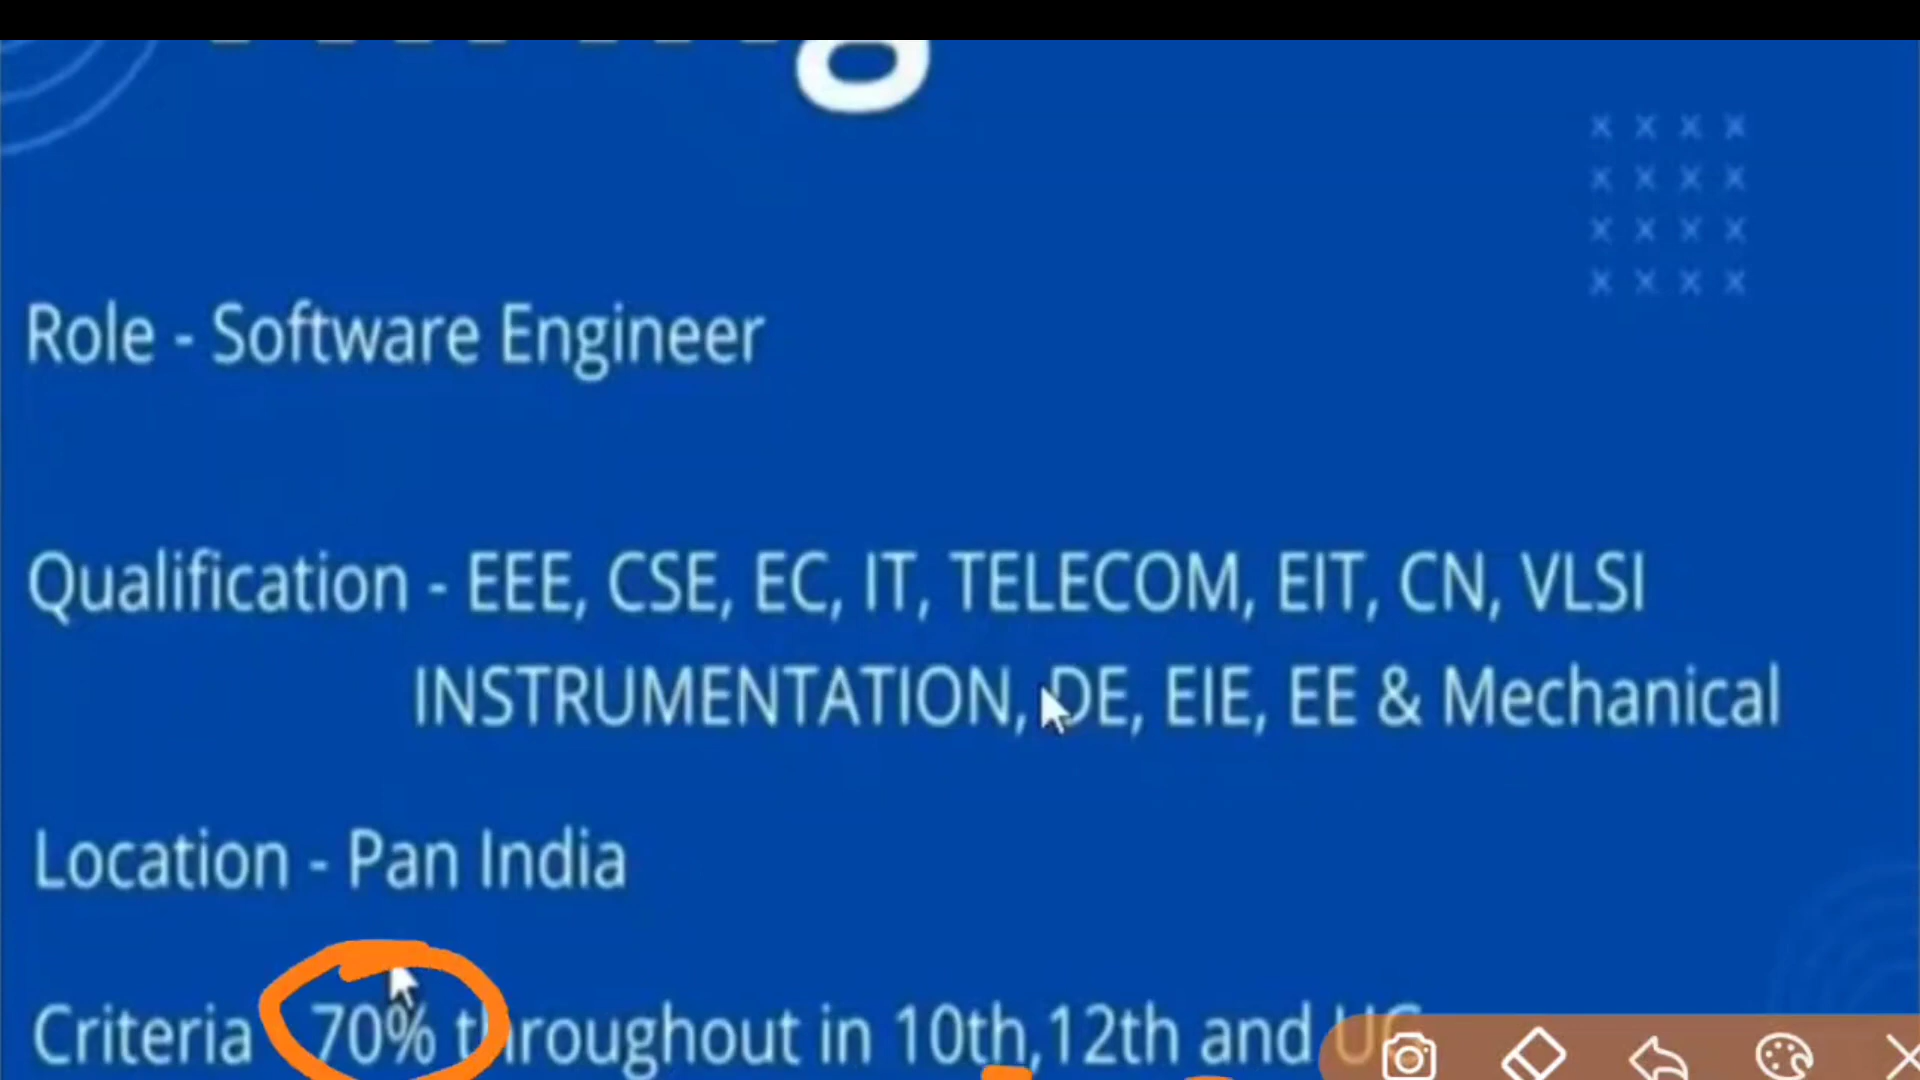 Role - Software Engineer
Qualification - EEE, CSE, EC, IT, TELECOM, EIT, CN, VLSI
INSTRUMENTATION, DE, EIE, EE & Mechanical
Location - Pan India
Criteria 70% throughout in 10th,12th and UG